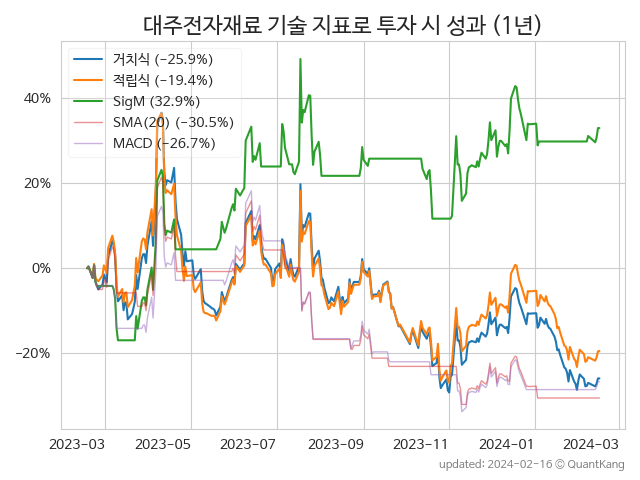 대주전자재료 기술 지표로 투자 시 성과 (1년)
거치식 (−25.9%)
적립식 (−19.4%)
SigM (32.9%)
SMA(20) (−30.5%)
MACD (−26.7%)
40%
20%
0%
−20%
2023-03 2023-05 2023-07 2023-09 2023-11 2024-01 2024-03
updated: 2024-02-16 © QuantKang